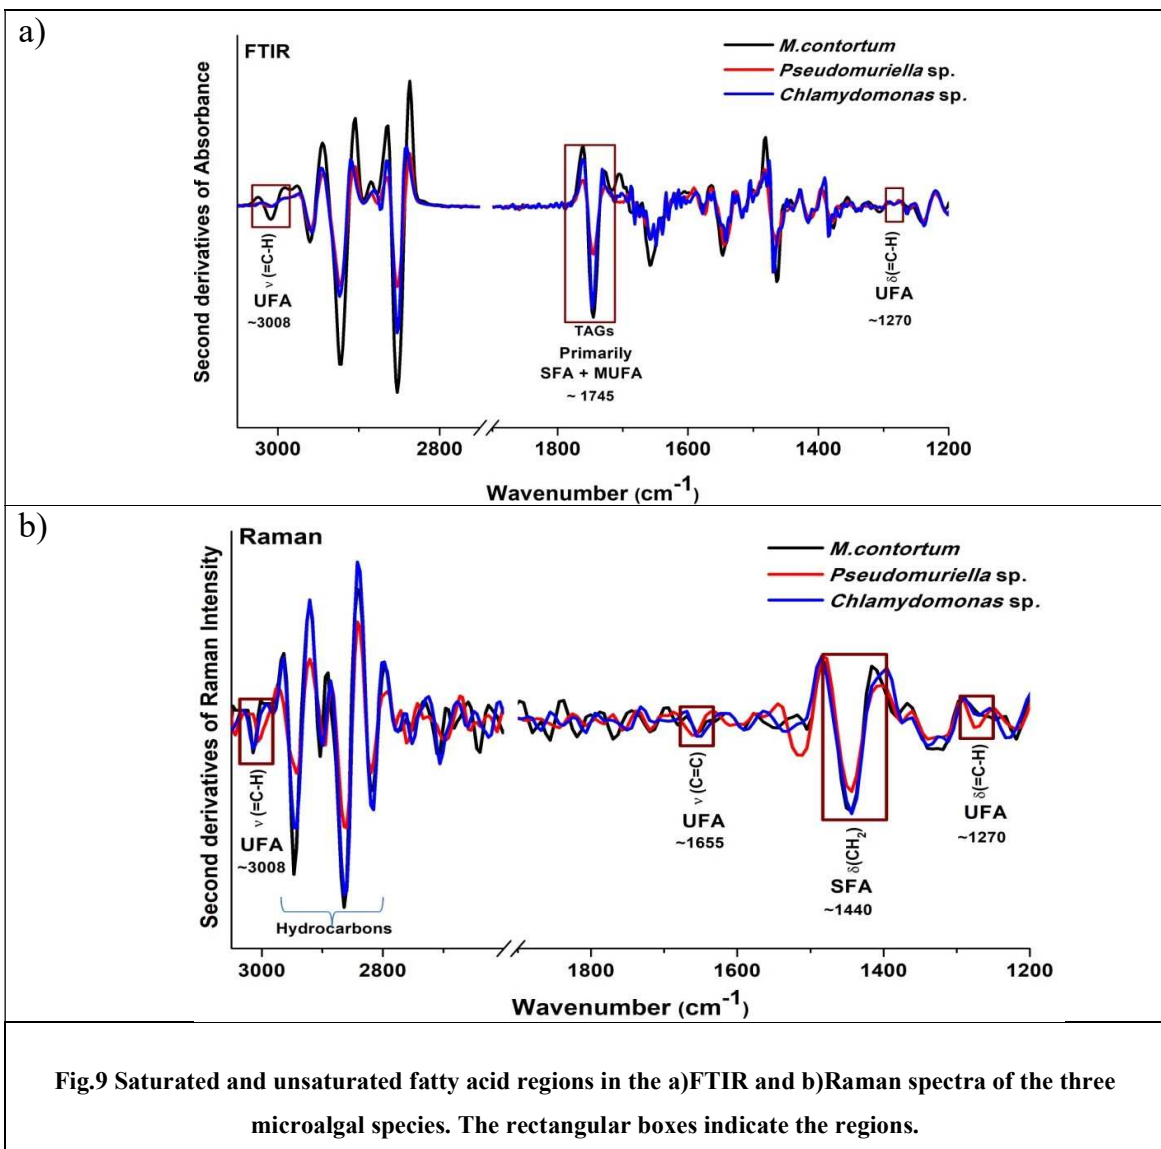 a)
FTIR
M.contortum
Pseudomuriella sp.
Chlamydomonas sp.
Second derivatives of Absorbance
ν (=C-H)
UFA
~3008
TAGs
Primarily
SFA + MUFA
~ 1745
δ(=C-H)
UFA
~1270
3000 2800 1800 1600 1400 1200
Wavenumber (cm-1)
b)
Raman
M.contortum
Pseudomuriella sp.
Chlamydomonas sp.
Second derivatives of Raman Intensity
ν (=C-H)
UFA
~3008
Hydrocarbons
ν (C=C)
UFA
~1655
δ(CH2)
SFA
~1440
δ(=C-H)
UFA
~1270
3000 2800 1800 1600 1400 1200
Wavenumber (cm-1)
Fig.9 Saturated and unsaturated fatty acid regions in the a)FTIR and b)Raman spectra of the three
microalgal species. The rectangular boxes indicate the regions.